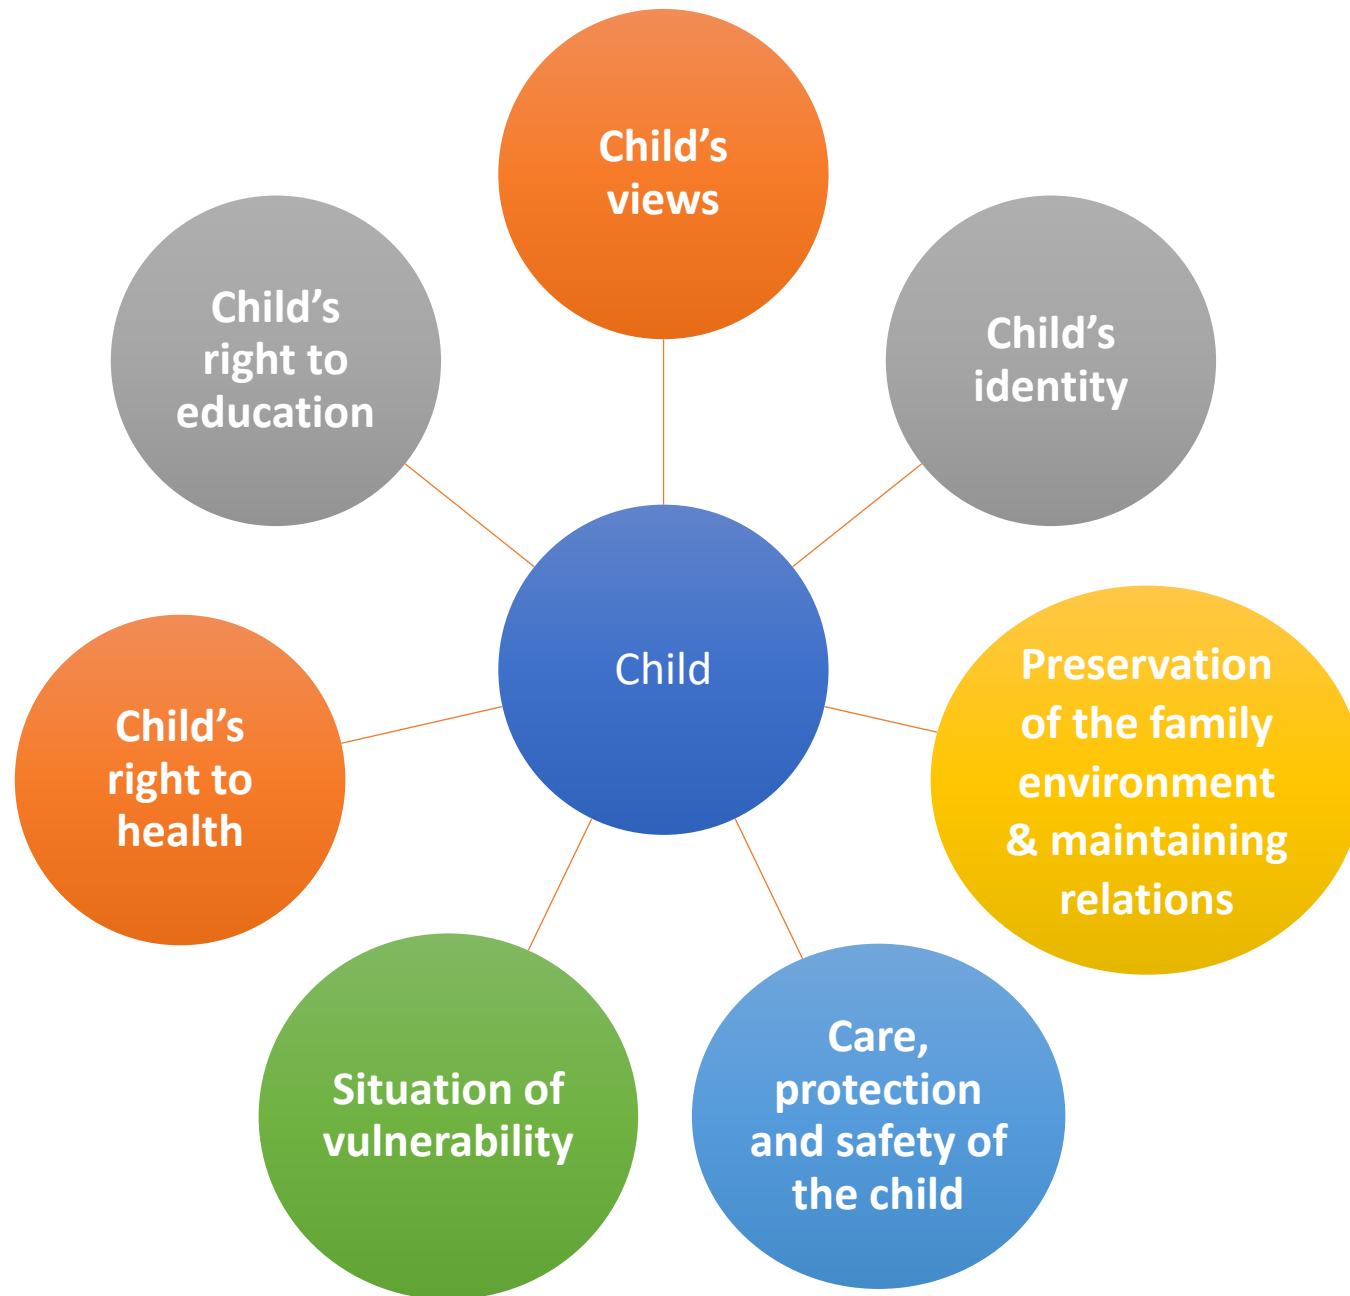 Child’s
views
Child’s
identity
Preservation
of the family
environment
& maintaining
relations
Care,
protection
and safety of
the child
Situation of
vulnerability
Child’s
right to
health
Child’s
right to
education
Child